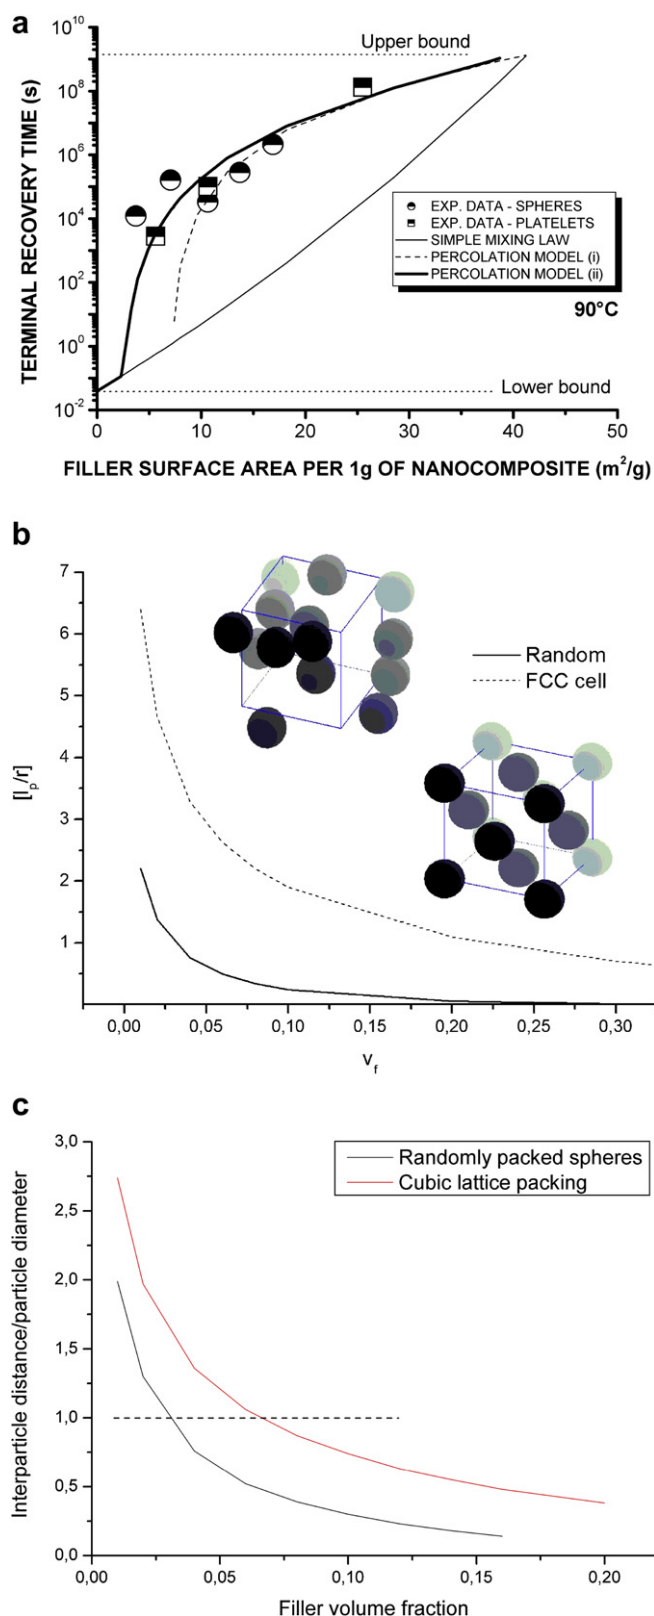 a
TERMINAL RECOVERY TIME (s)
10^10
10^8
10^6
10^4
10^2
10^0
10^-2
Upper bound
EXP. DATA - SPHERES
EXP. DATA - PLATELETS
SIMPLE MIXING LAW
PERCOLATION MODEL (i)
PERCOLATION MODEL (ii)
90°C
Lower bound
0 10 20 30 40 50
FILLER SURFACE AREA PER 1g OF NANOCOMPOSITE (m²/g)
b
[l_p/r]
7
6
5
4
3
2
1
Random
FCC cell
0,00 0,05 0,10 0,15 0,20 0,25 0,30
v_f
c
Interparticle distance/particle diameter
3,0
2,5
2,0
1,5
1,0
0,5
0,0
Randomly packed spheres
Cubic lattice packing
0,00 0,05 0,10 0,15 0,20
Filler volume fraction